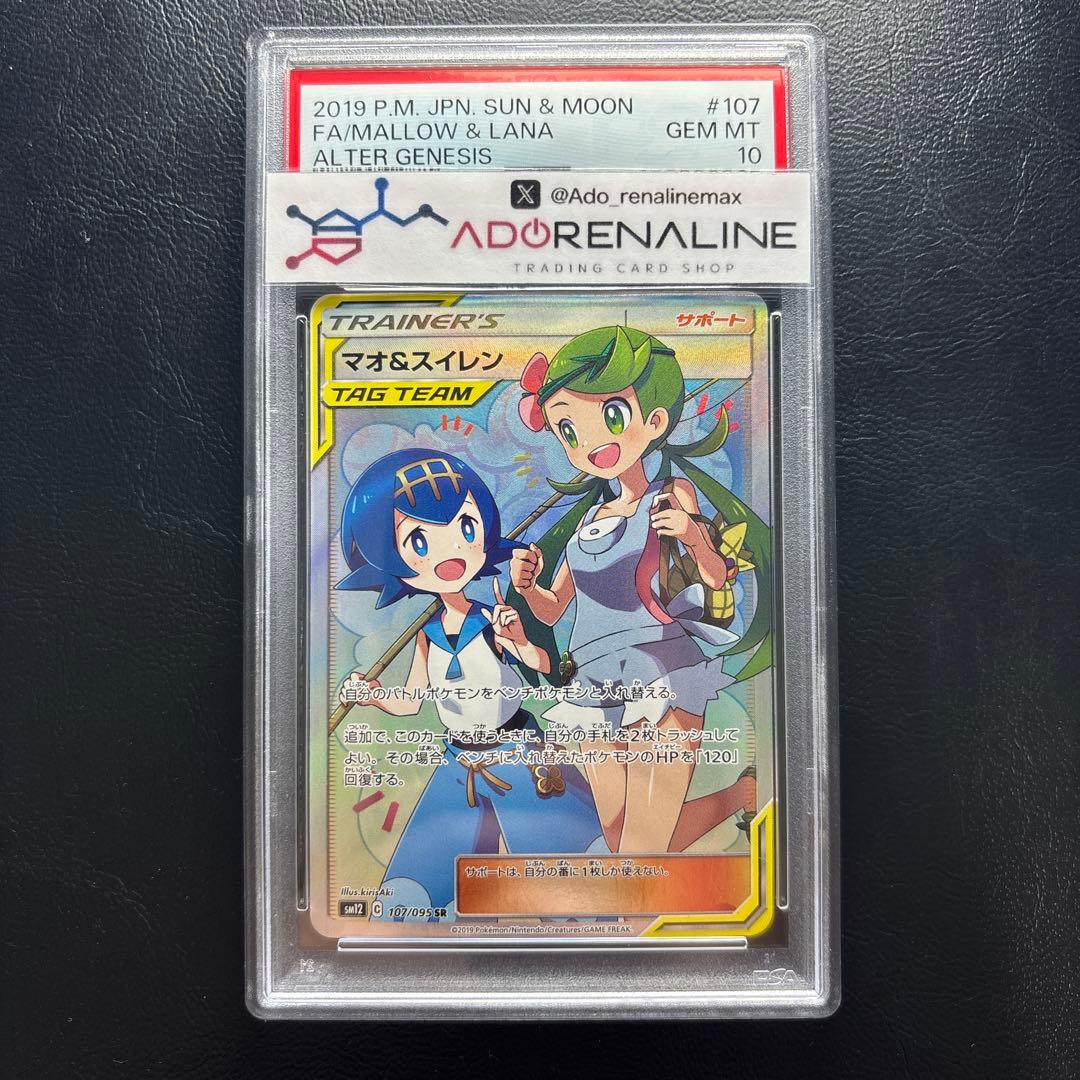 2019 P.M. JPN. SUN & MOON #107
FA/MALLOW & LANA GEM MT
ALTER GENESIS 10
@Ado_renalinemax
ADORENALINE
TRADING CARD SHOP
TRAINER'S サポート
マオ&スイレン
TAG TEAM
自分のバトルポケモンをベンチポケモンと入れ替える。
追加で、このカードを使うときに、自分の手札を2枚トラッシュして
よい。その場合、ベンチに入れ替えたポケモンのHPを「120」
回復する。
サポートは、自分の番に1枚しか使えない。
Illus.kirisAki
SM12 C 107/095 SR
©2019 Pokémon/Nintendo/Creatures/GAME FREAK.
PSA